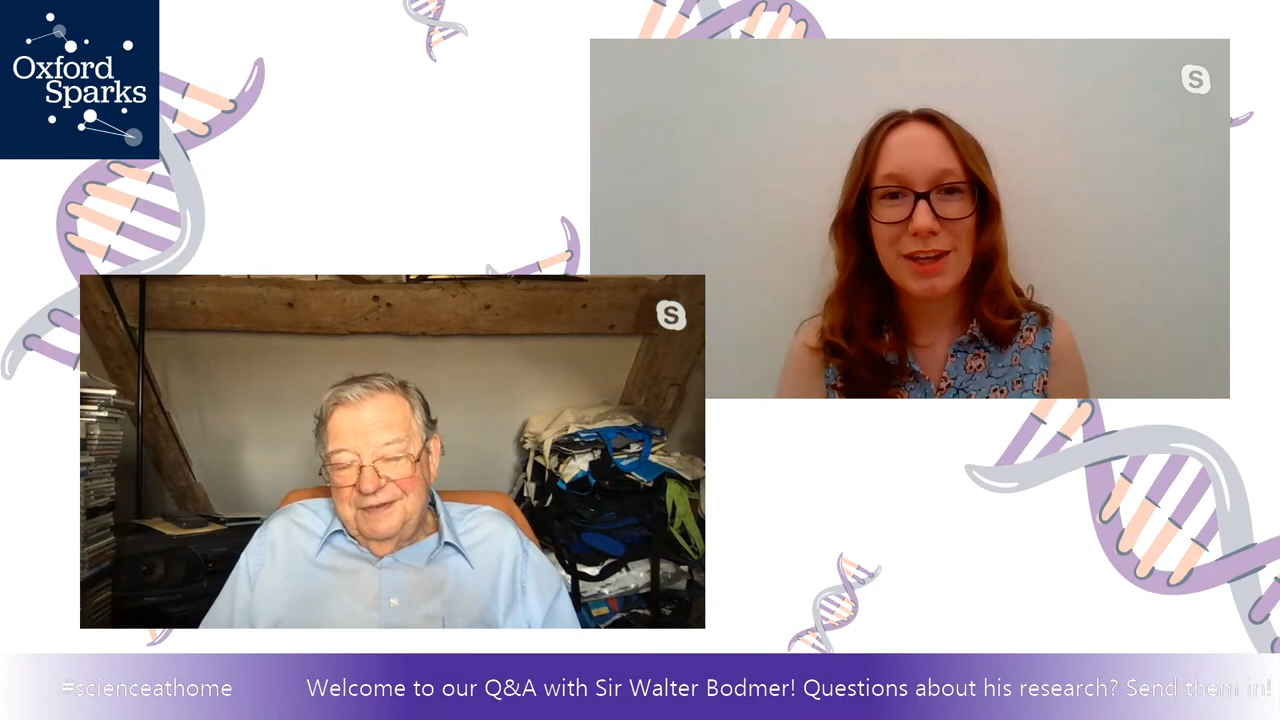 Oxford
Sparks
S
S
#scienceathome
Welcome to our Q&A with Sir Walter Bodmer! Questions about his research? Send them in!